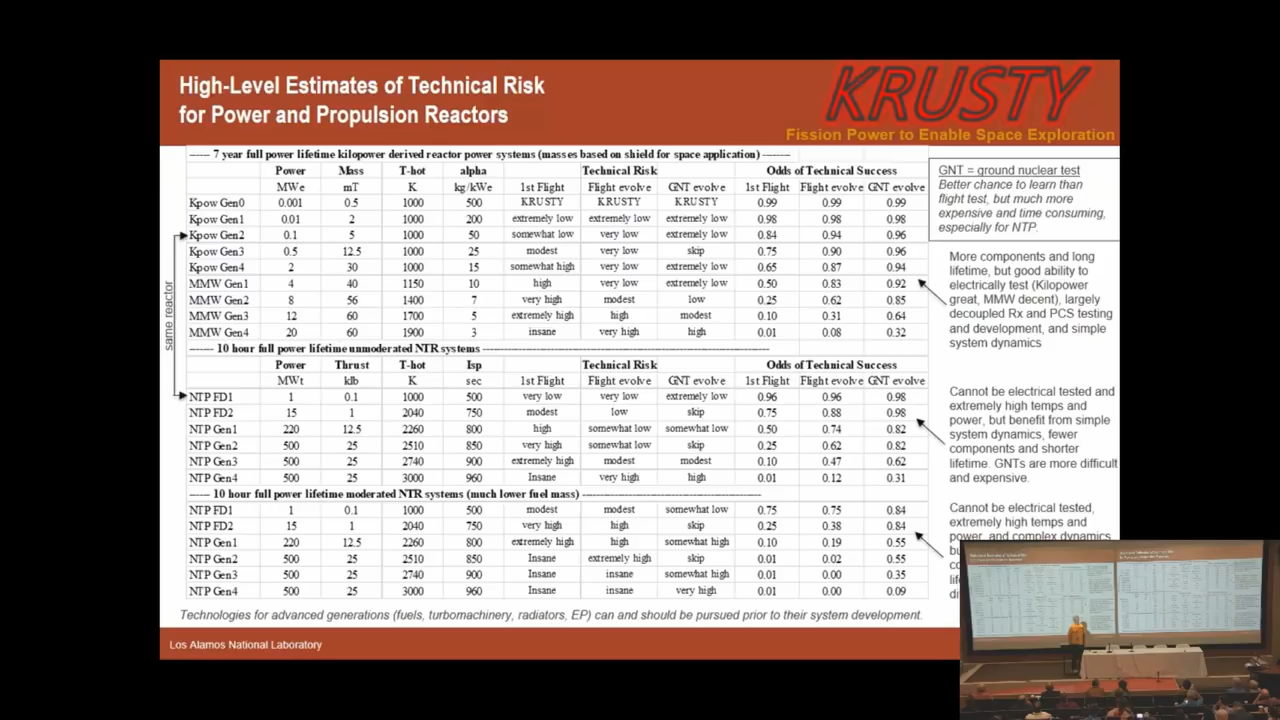 High-Level Estimates of Technical Risk
for Power and Propulsion Reactors
KRUSTY
Fission Power to Enable Space Exploration
------ 7 year full power lifetime kilopower derived reactor power systems (masses based on shield for space application) --------
Power Mass T-hot alpha Technical Risk Odds of Technical Success
MWe mT K kg/kWe 1st Flight Flight evolve GNT evolve 1st Flight Flight evolve GNT evolve
Kpow Gen0 0.001 0.5 1000 500 KRUSTY KRUSTY KRUSTY 0.99 0.99 0.99
Kpow Gen1 0.01 2 1000 200 extremely low extremely low extremely low 0.98 0.98 0.98
Kpow Gen2 0.1 5 1000 50 somewhat low very low extremely low 0.84 0.94 0.96
Kpow Gen3 0.5 12.5 1000 25 modest very low skip 0.75 0.90 0.96
Kpow Gen4 2 30 1000 15 somewhat high very low extremely low 0.65 0.87 0.94
MMW Gen1 4 40 1150 10 high very low extremely low 0.50 0.83 0.92
MMW Gen2 8 56 1400 7 very high modest low 0.25 0.62 0.85
MMW Gen3 12 60 1700 5 extremely high high modest 0.10 0.31 0.64
MMW Gen4 20 60 1900 3 insane very high high 0.01 0.08 0.32
same reactor
------- 10 hour full power lifetime unmoderated NTR systems --------
Power Thrust T-hot Isp Technical Risk Odds of Technical Success
MWt klb K sec 1st Flight Flight evolve GNT evolve 1st Flight Flight evolve GNT evolve
NTP FD1 1 0.1 1000 500 very low very low extremely low 0.96 0.96 0.98
NTP FD2 15 1 2040 750 modest low skip 0.75 0.88 0.98
NTP Gen1 220 12.5 2260 800 high somewhat low somewhat low 0.50 0.74 0.82
NTP Gen2 500 25 2510 850 very high somewhat low skip 0.25 0.62 0.82
NTP Gen3 500 25 2740 900 extremely high modest modest 0.10 0.47 0.62
NTP Gen4 500 25 3000 960 Insane very high high 0.01 0.12 0.31
------- 10 hour full power lifetime moderated NTR systems (much lower fuel mass) --------
NTP FD1 1 0.1 1000 500 modest modest somewhat low 0.75 0.75 0.84
NTP FD2 15 1 2040 750 very high high skip 0.25 0.38 0.84
NTP Gen1 220 12.5 2260 800 extremely high high somewhat high 0.10 0.19 0.55
NTP Gen2 500 25 2510 850 Insane extremely high skip 0.01 0.02 0.55
NTP Gen3 500 25 2740 900 Insane insane somewhat high 0.01 0.00 0.35
NTP Gen4 500 25 3000 960 Insane insane very high 0.01 0.00 0.09
GNT = ground nuclear test
Better chance to learn than
flight test, but much more
expensive and time consuming,
especially for NTP.
More components and long
lifetime, but good ability to
electrically test (Kilopower
great, MMW decent), largely
decoupled Rx and PCS testing
and development, and simple
system dynamics
Cannot be electrical tested and
extremely high temps and
power, but benefit from simple
system dynamics, fewer
components and shorter
lifetime. GNTs are more difficult
and expensive.
Cannot be electrical tested,
extremely high temps and
power, and complex dynamics
Technologies for advanced generations (fuels, turbomachinery, radiators, EP) can and should be pursued prior to their system development.
Los Alamos National Laboratory